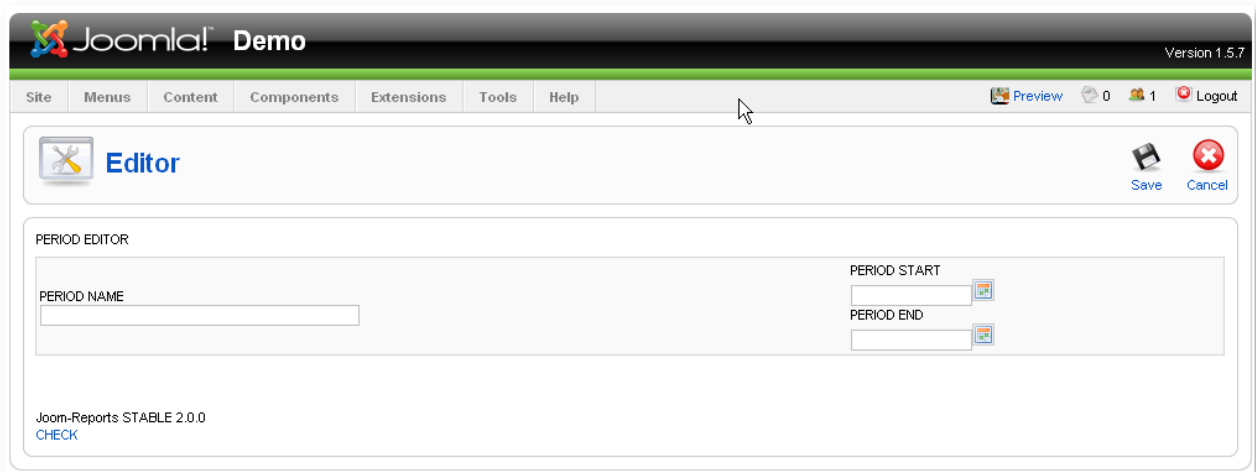 Joomla!™ Demo
Version 1.5.7
Site Menus Content Components Extensions Tools Help Preview 0 1 Logout
Editor
Save Cancel
PERIOD EDITOR
PERIOD START
PERIOD NAME
PERIOD END
Joom-Reports STABLE 2.0.0
CHECK